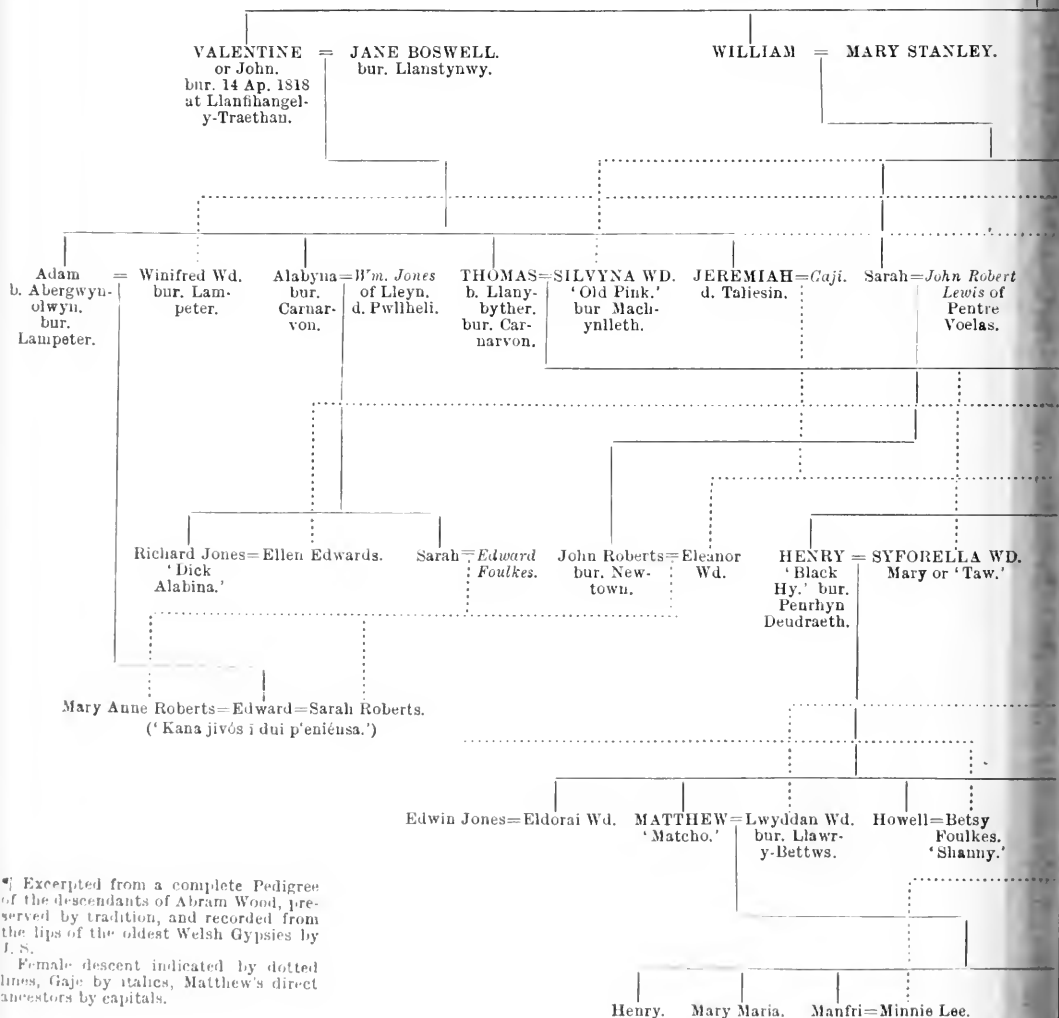 VALENTINE = JANE BOSWELL.
or John. bur. Llanstynwy.
bur. 14 Ap. 1818
at Llanfihangel-
y-Traethau.
WILLIAM = MARY STANLEY.
Adam = Winifred Wd.
b. Abergwyn- bur. Lam-
olwyn. peter.
bur.
Lampeter.
Alabyna=Wm. Jones
bur. of Lleyn.
Carnar- d. Pwllheli.
von.
THOMAS=SILVYNA WD.
b. Llany- 'Old Pink.'
byther. bur Mach-
bur. Car- ynlleth.
narvon.
JEREMIAH=Caji.
d. Taliesin.
Sarah=John Robert
Lewis of
Pentre
Voelas.
Richard Jones=Ellen Edwards.
'Dick
Alabina.'
Sarah=Edward
Foulkes.
John Roberts=Eleanor
bur. New- Wd.
town.
HENRY = SYFORELLA WD.
'Black Mary or 'Taw.'
Hy.' bur.
Penrhyn
Deudraeth.
Mary Anne Roberts=Edward=Sarah Roberts.
('Kana jivós ī dui p'eniénsa.')
Edwin Jones=Eldorai Wd.
MATTHEW=Lwyddan Wd.
'Matcho.' bur. Llawr-
y-Bettws.
Howell=Betsy
Foulkes.
'Shanny.'
*] Excerpted from a complete Pedigree
of the descendants of Abram Wood, pre-
served by tradition, and recorded from
the lips of the oldest Welsh Gypsies by
J. S.
Female descent indicated by dotted
lines, Gaje by italics, Matthew's direct
ancestors by capitals.
Henry. Mary Maria. Manfri=Minnie Lee.